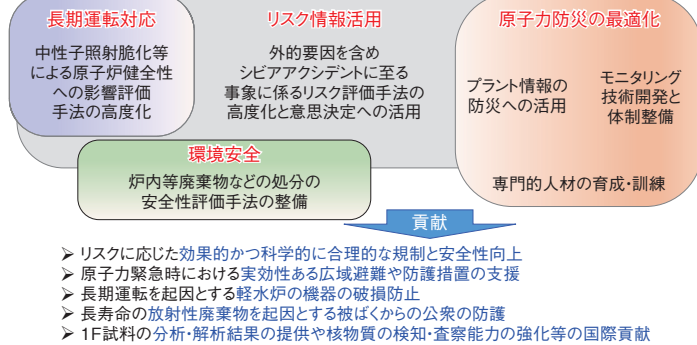 長期運転対応
中性子照射脆化等
による原子炉健全性
への影響評価
手法の高度化
リスク情報活用
外的要因を含め
シビアアクシデントに至る
事象に係るリスク評価手法の
高度化と意思決定への活用
原子力防災の最適化
プラント情報の
防災への活用
モニタリング
技術開発と
体制整備
専門的人材の育成・訓練
環境安全
炉内等廃棄物などの処分の
安全性評価手法の整備
貢献
➢ リスクに応じた効果的かつ科学的に合理的な規制と安全性向上
➢ 原子力緊急時における実効性ある広域避難や防護措置の支援
➢ 長期運転を起因とする軽水炉の機器の破損防止
➢ 長寿命の放射性廃棄物を起因とする被ばくからの公衆の防護
➢ 1F試料の分析・解析結果の提供や核物質の検知・査察能力の強化等の国際貢献